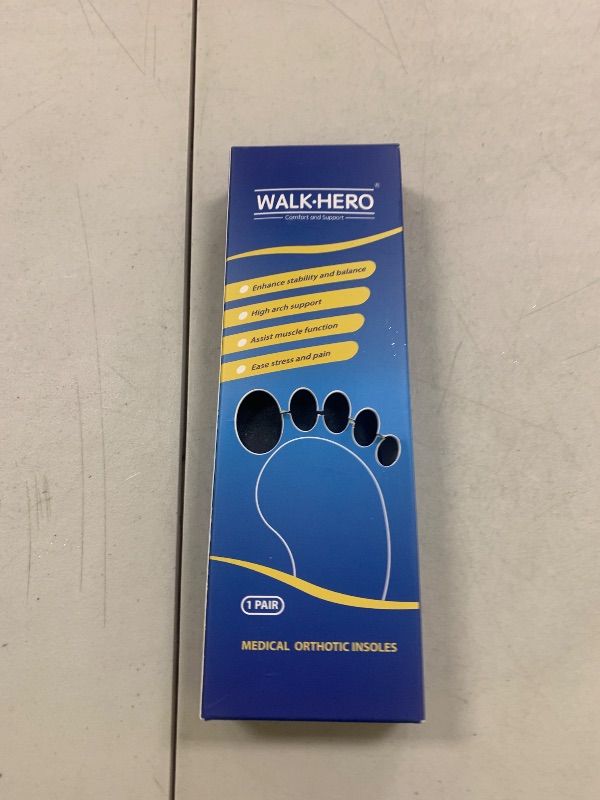 WALK·HERO®
Comfort and Support
Enhance stability and balance
High arch support
Assist muscle function
Ease stress and pain
1 PAIR
MEDICAL ORTHOTIC INSOLES